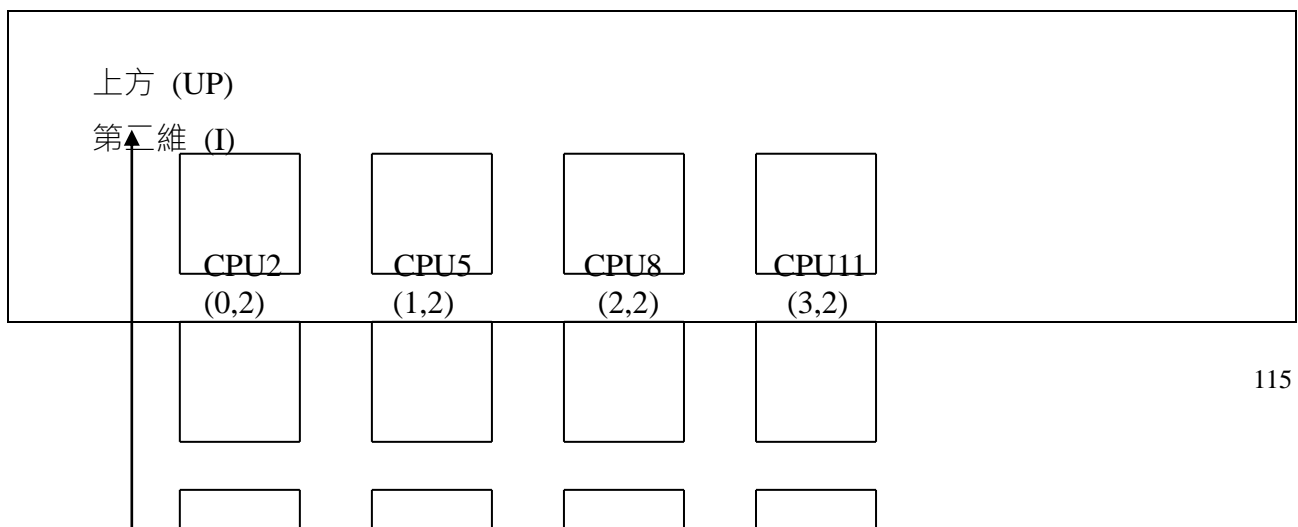 上方 (UP)
第二維 (I)
CPU2 CPU5 CPU8 CPU11
(0,2) (1,2) (2,2) (3,2)
115